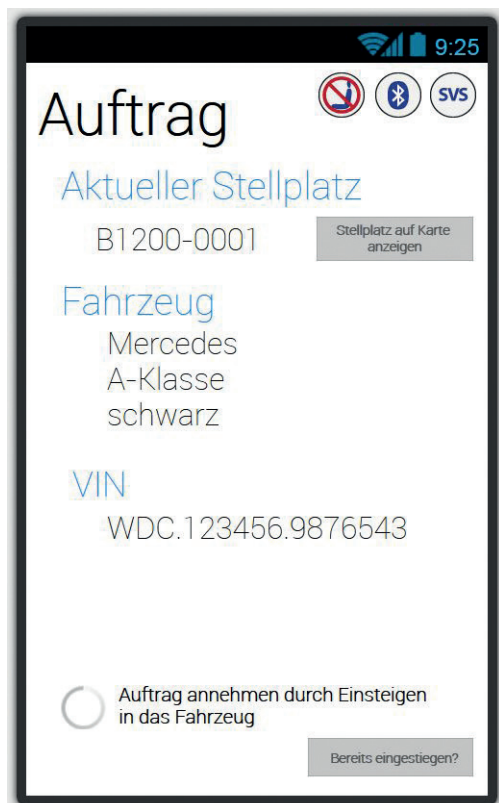 9:25
Auftrag
SVS
Aktueller Stellplatz
B1200-0001
Stellplatz auf Karte
anzeigen
Fahrzeug
Mercedes
A-Klasse
schwarz
VIN
WDC.123456.9876543
Auftrag annehmen durch Einsteigen
in das Fahrzeug
Bereits eingestiegen?